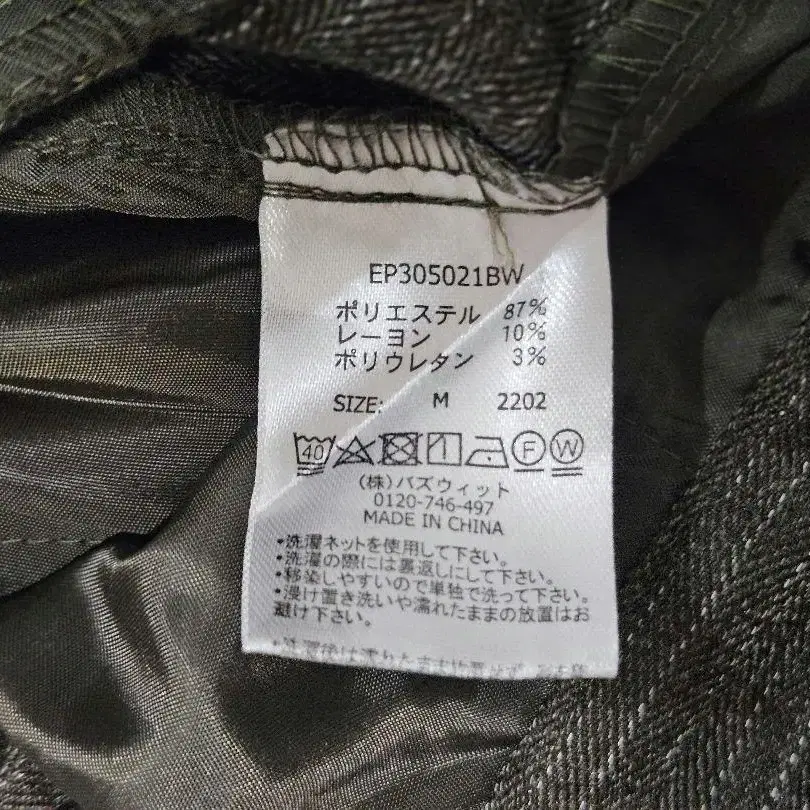 EP305021BW
ポリエステル 87%
レーヨン 10%
ポリウレタン 3%
SIZE: M 2202
40 F W
(株)バズウィット
0120-746-497
MADE IN CHINA
・洗濯ネットを使用して下さい。
・洗濯の際には裏返しにして下さい。
・移染しやすいので単独で洗って下さい。
・浸け置き洗いや濡れたままの放置はお
避け下さい。